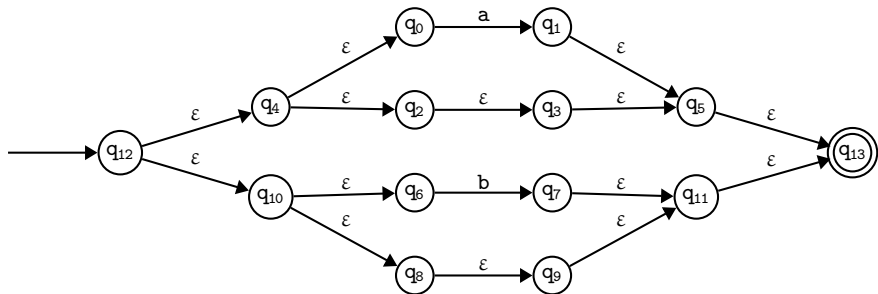 q0 a q1
ε ε
q4 ε q2 ε q3 ε q5
ε ε
q12 q13
ε ε
q10 ε q6 b q7 ε q11
ε ε
q8 ε q9